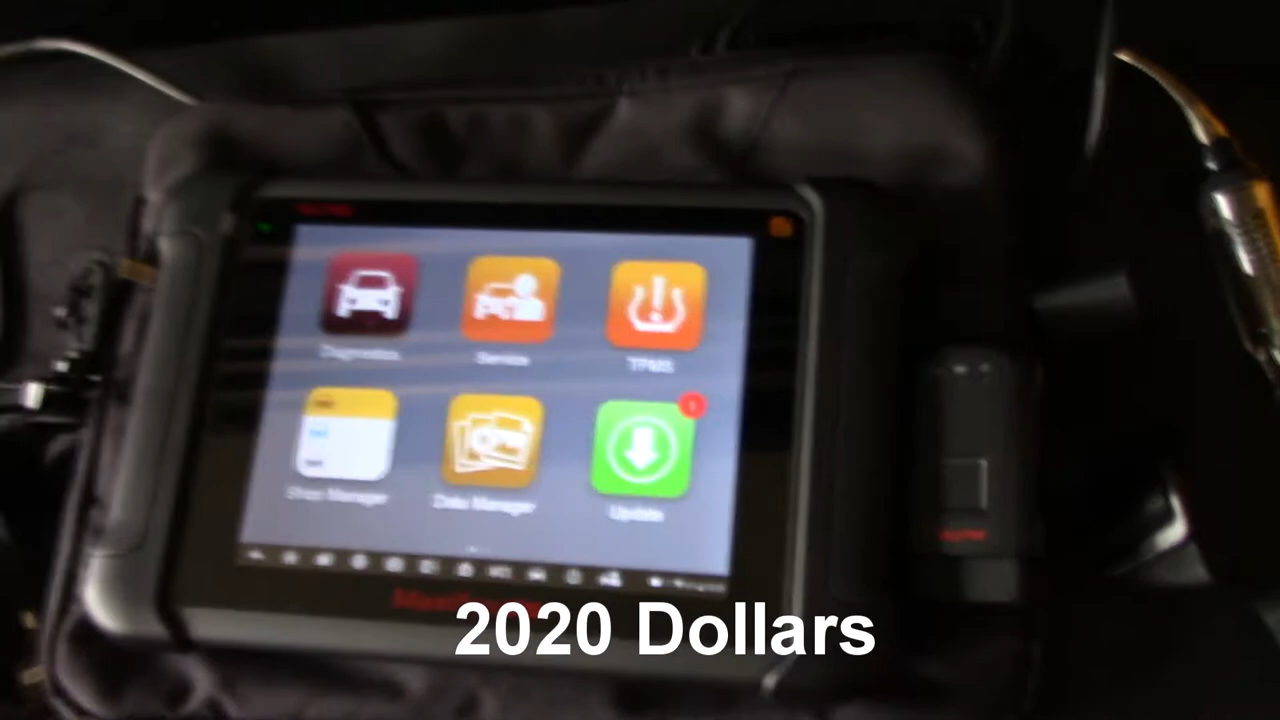 Diagnostics
Service
TPMS
Shop Manager
Data Manager
Update
2020 Dollars